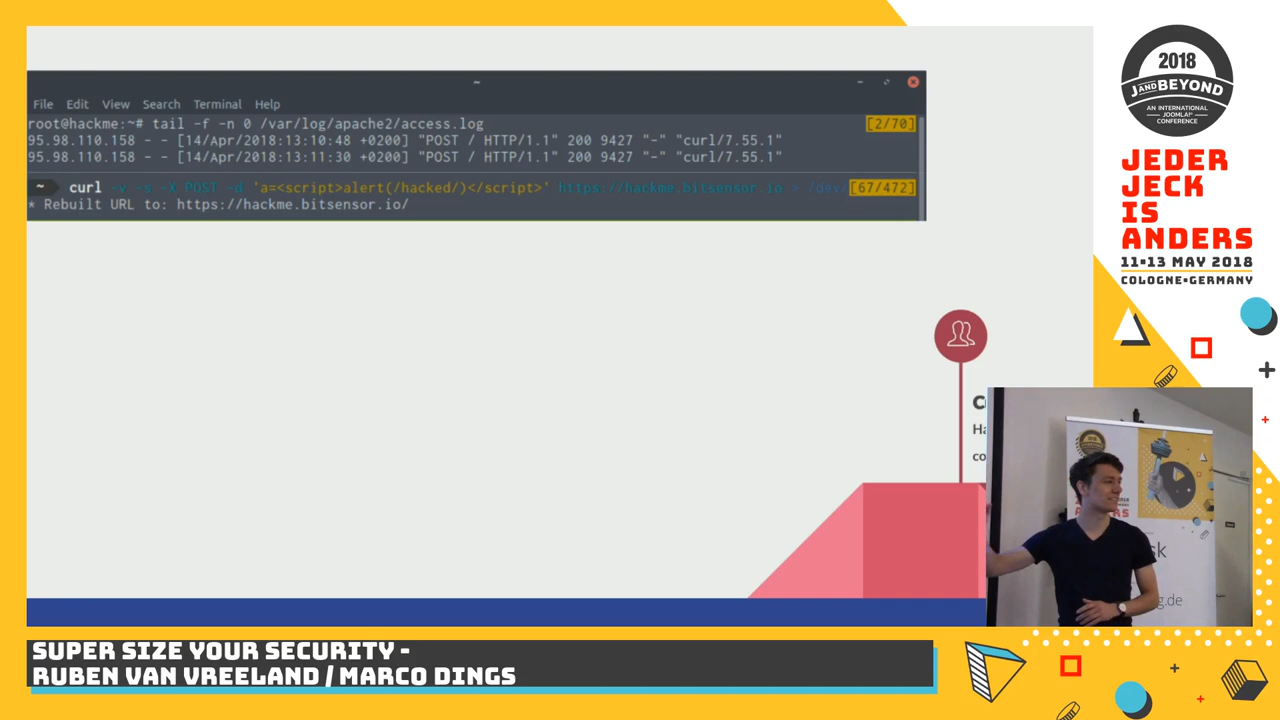 ~
File Edit View Search Terminal Help
root@hackme:~# tail -f -n 0 /var/log/apache2/access.log [2/70]
95.98.110.158 - - [14/Apr/2018:13:10:48 +0200] "POST / HTTP/1.1" 200 9427 "-" "curl/7.55.1"
95.98.110.158 - - [14/Apr/2018:13:11:30 +0200] "POST / HTTP/1.1" 200 9427 "-" "curl/7.55.1"
~ curl -v -s -X POST -d 'a=<script>alert(/hacked/)</script>' https://hackme.bitsensor.io > /dev/ [67/472]
* Rebuilt URL to: https://hackme.bitsensor.io/
2018
J AND BEYOND
AN INTERNATIONAL
JOOMLA!
CONFERENCE
JEDER
JECK
IS
ANDERS
11-13 MAY 2018
COLOGNE•GERMANY
co
sk
g.de
SUPER SIZE YOUR SECURITY -
RUBEN VAN VREELAND / MARCO DINGS